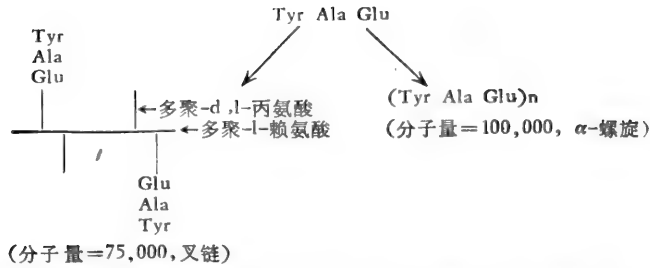 Tyr Ala Glu
Tyr
Ala
Glu
←多聚-d,l-丙氨酸
←多聚-l-赖氨酸
Glu
Ala
Tyr
(分子量=75,000,叉链)
(Tyr Ala Glu)n
(分子量=100,000, α-螺旋)